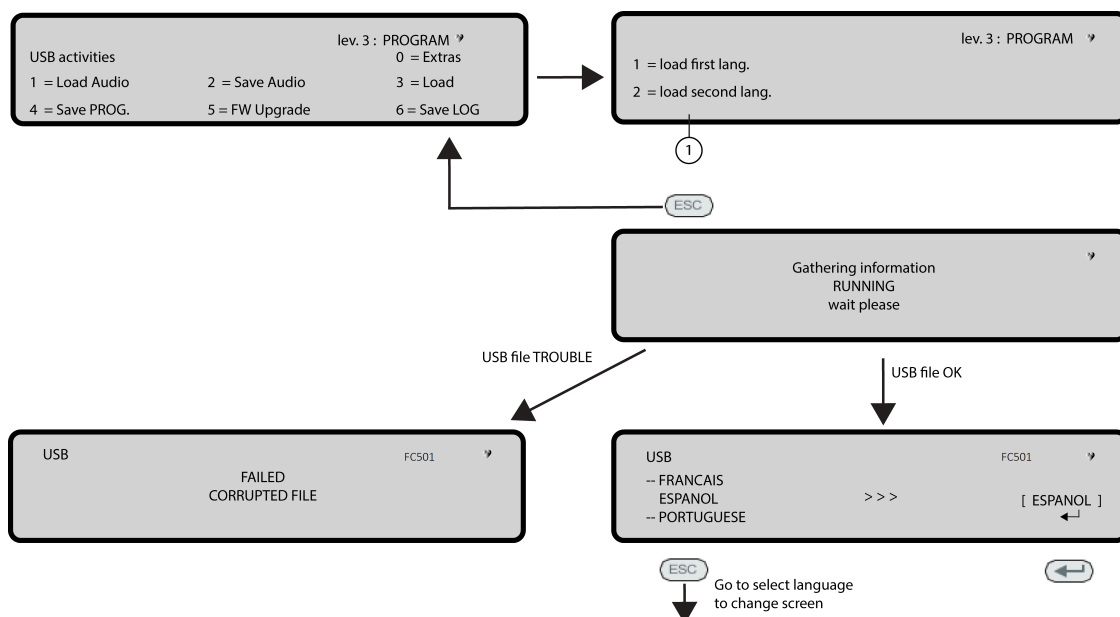 lev. 3 : PROGRAM
USB activities 0 = Extras
1 = Load Audio 2 = Save Audio 3 = Load
4 = Save PROG. 5 = FW Upgrade 6 = Save LOG
lev. 3 : PROGRAM
1 = load first lang.
2 = load second lang.
1
ESC
Gathering information
RUNNING
wait please
USB file TROUBLE
USB file OK
USB FC501
FAILED
CORRUPTED FILE
USB FC501
-- FRANCAIS
ESPANOL > > > [ ESPANOL ]
-- PORTUGUESE
ESC
Go to select language
to change screen